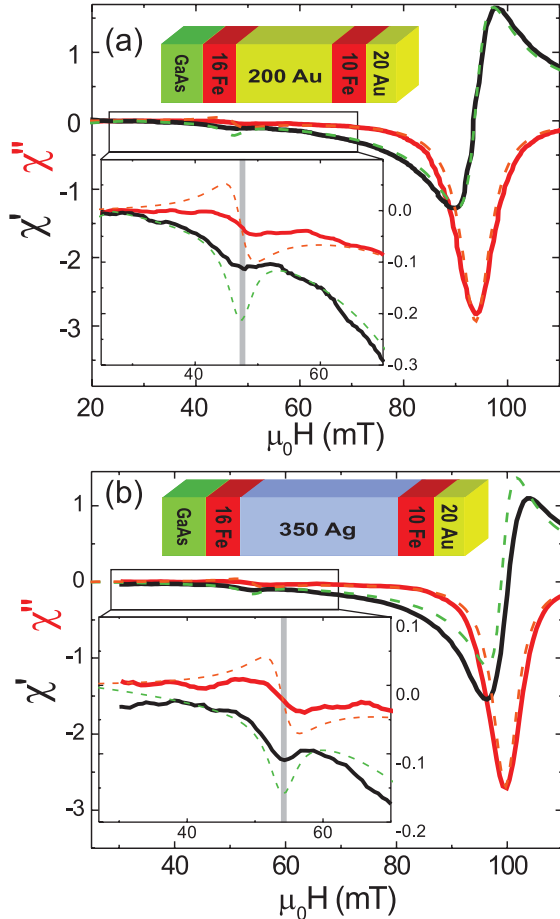 (a)
GaAs
16 Fe
200 Au
10 Fe
20 Au
1
0
-1
-2
-3
χ' χ"
0.0
-0.1
-0.2
-0.3
40
60
20
40
60
80
100
μ0H (mT)
(b)
GaAs
16 Fe
350 Ag
10 Fe
20 Au
1
0
-1
-2
-3
χ' χ"
0.1
0.0
-0.1
-0.2
40
60
40
60
80
100
μ0H (mT)